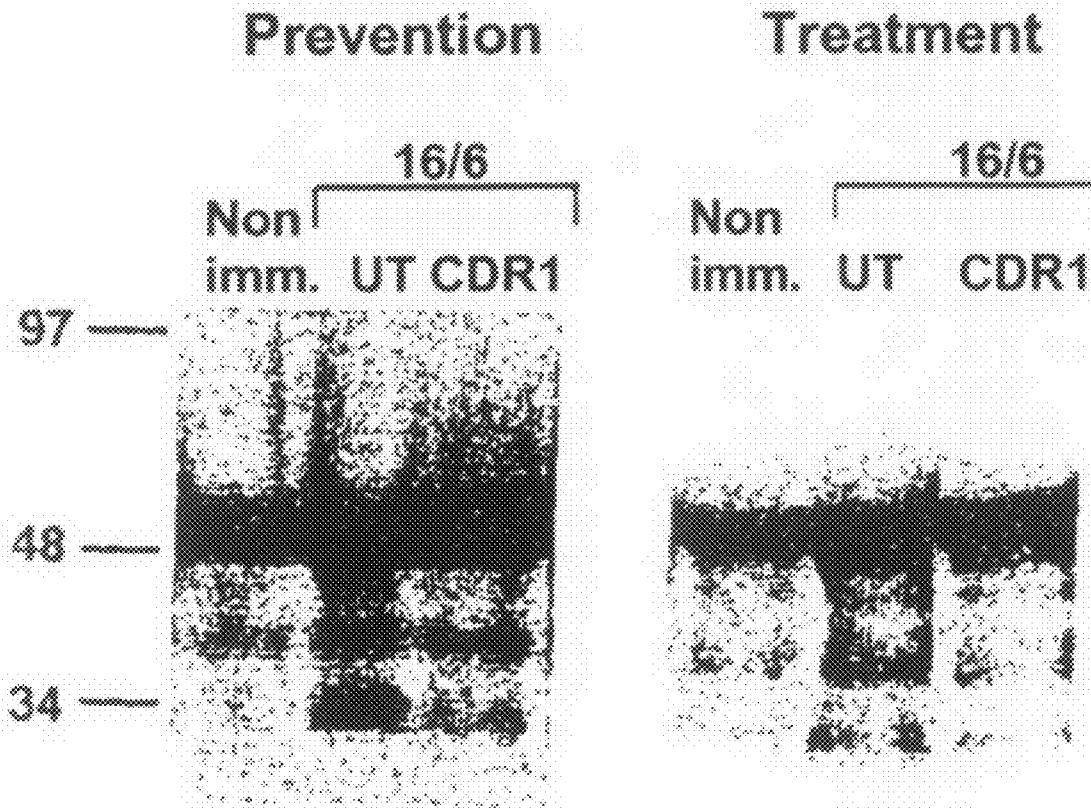 Prevention Treatment
16/6 16/6
Non Non
imm. UT CDR1 imm. UT CDR1
97
48
34